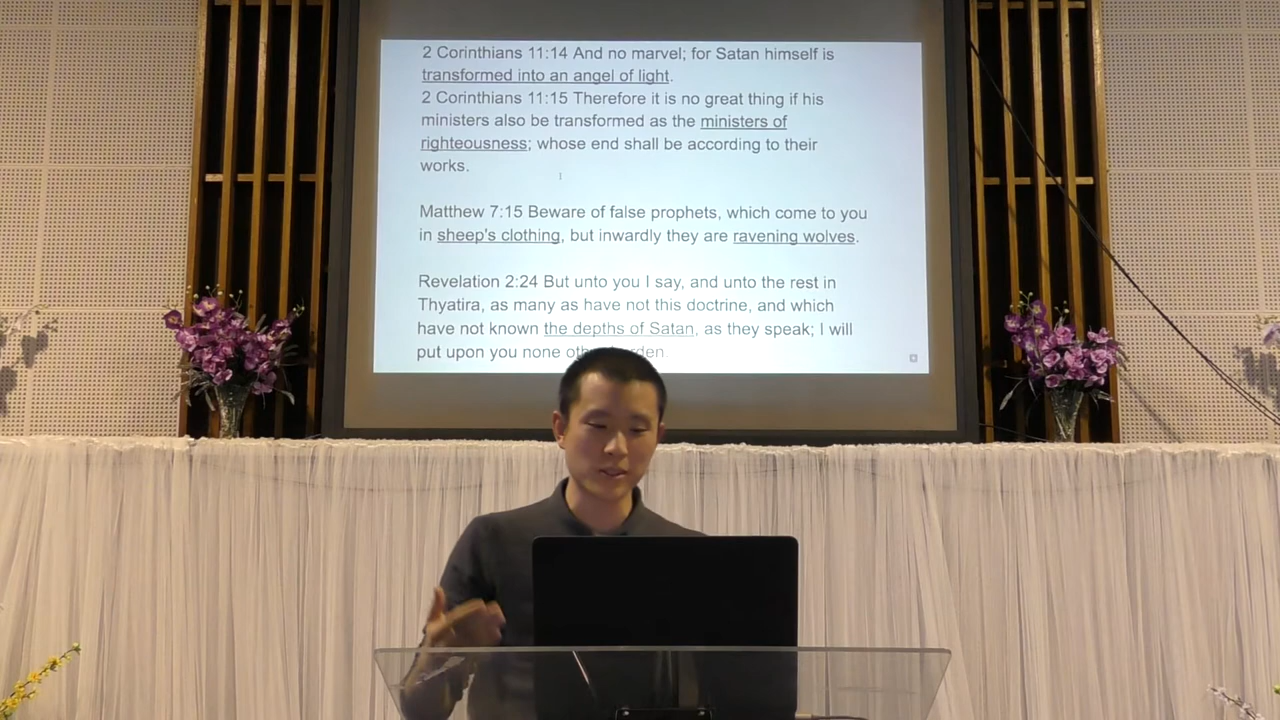 2 Corinthians 11:14 And no marvel; for Satan himself is
transformed into an angel of light.
2 Corinthians 11:15 Therefore it is no great thing if his
ministers also be transformed as the ministers of
righteousness; whose end shall be according to their
works.
Matthew 7:15 Beware of false prophets, which come to you
in sheep's clothing, but inwardly they are ravening wolves.
Revelation 2:24 But unto you I say, and unto the rest in
Thyatira, as many as have not this doctrine, and which
have not known the depths of Satan, as they speak; I will
put upon you none